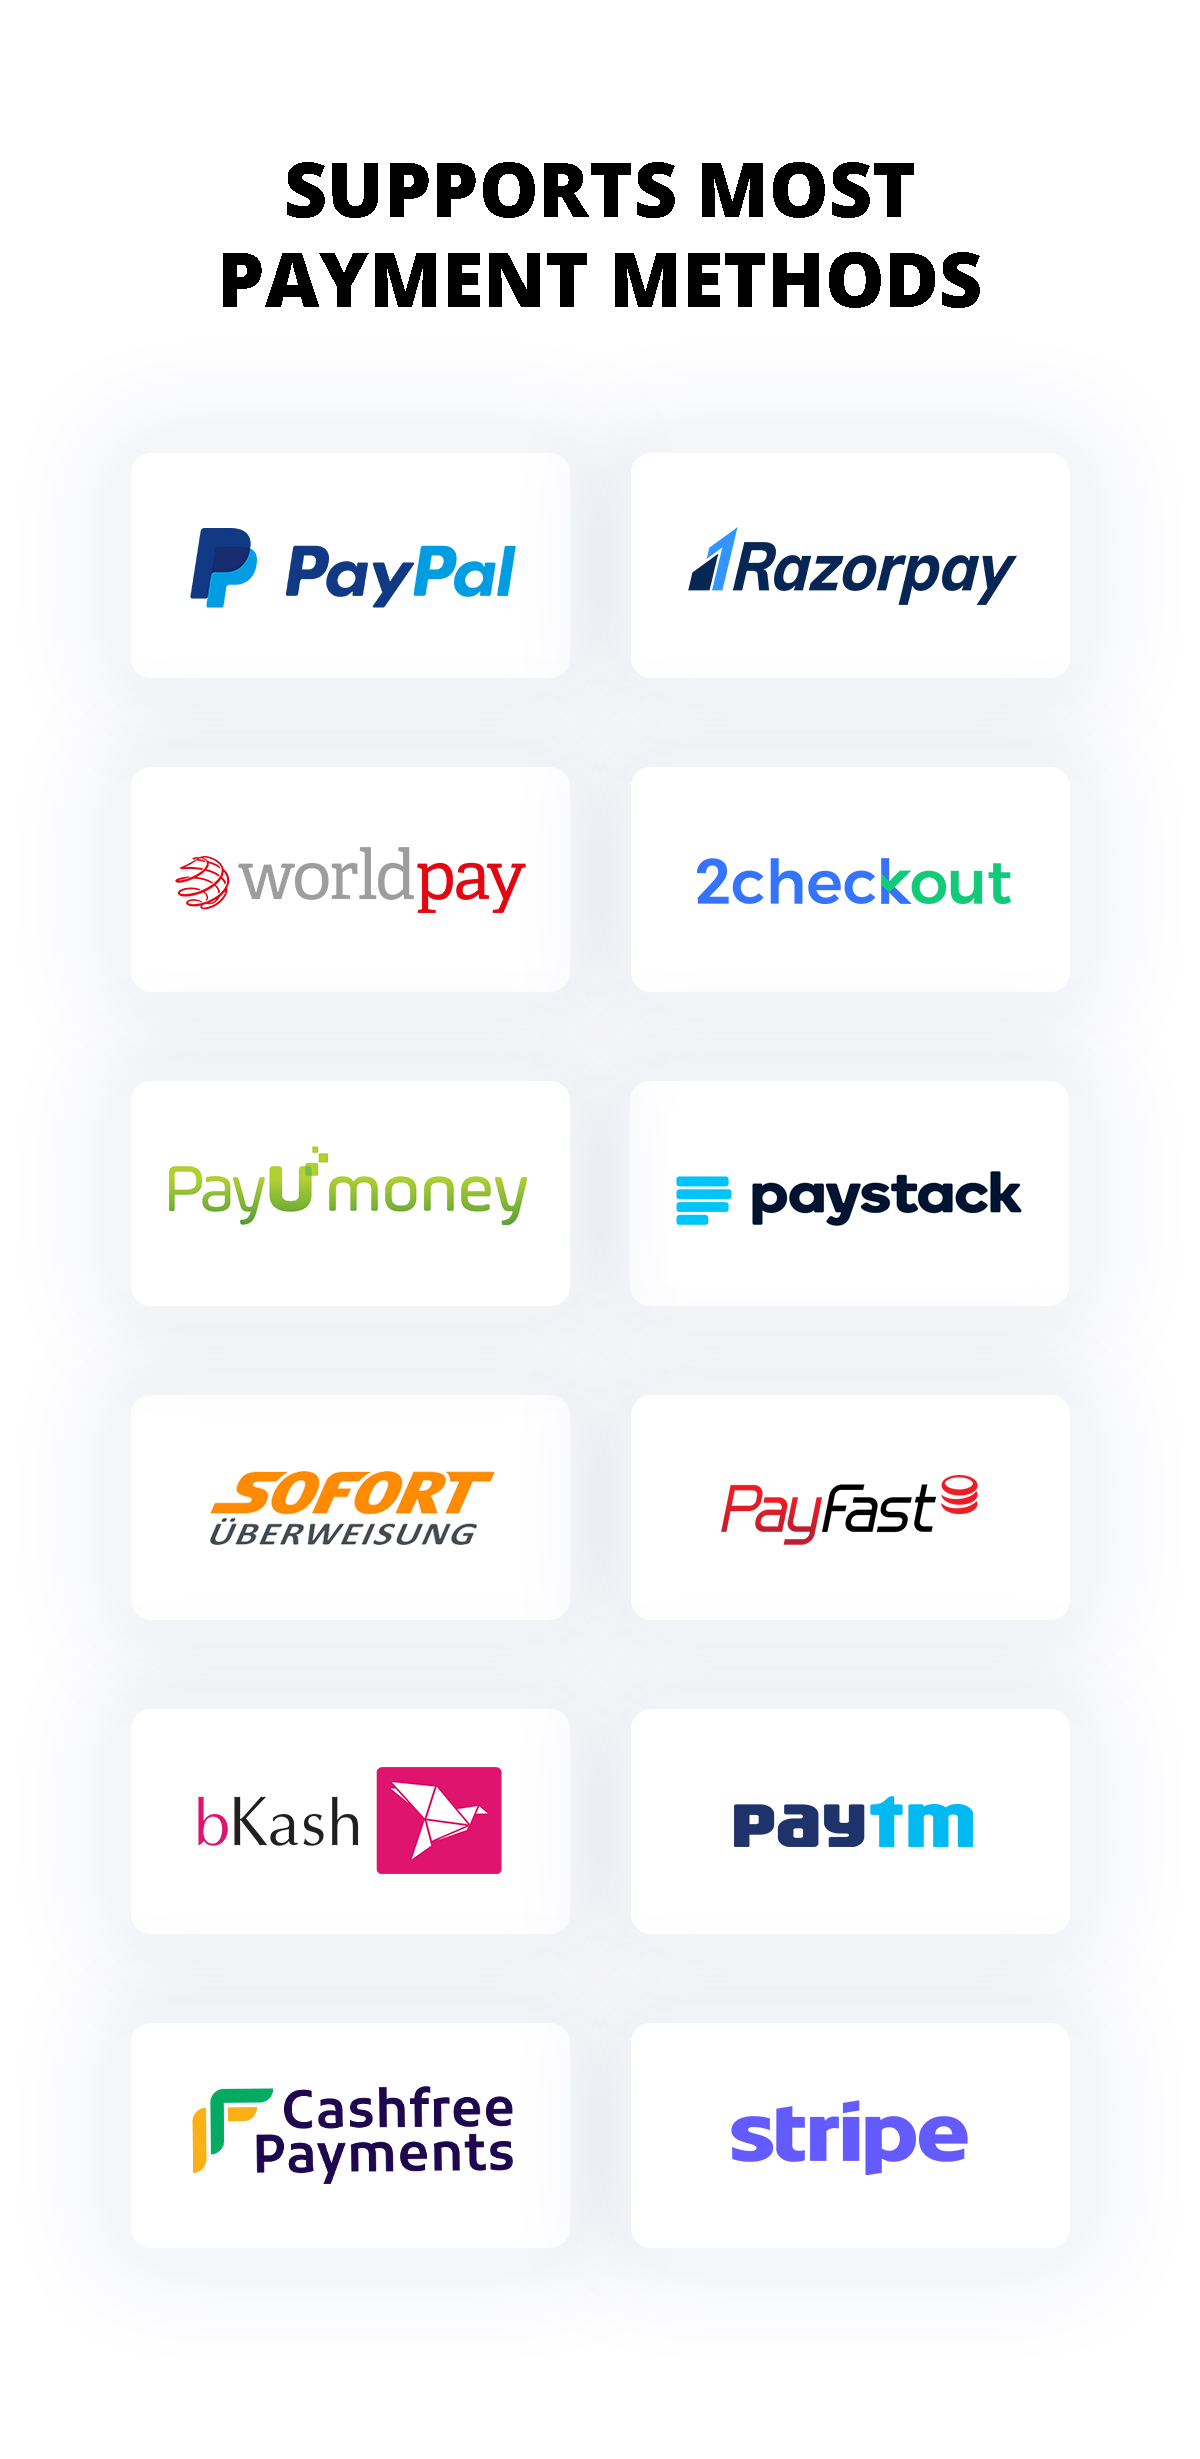 SUPPORTS MOST
PAYMENT METHODS
PayPal
Razorpay
worldpay
2checkout
PayUmoney
paystack
SOFORT
ÜBERWEISUNG
PayFast
bKash
paytm
Cashfree
Payments
stripe